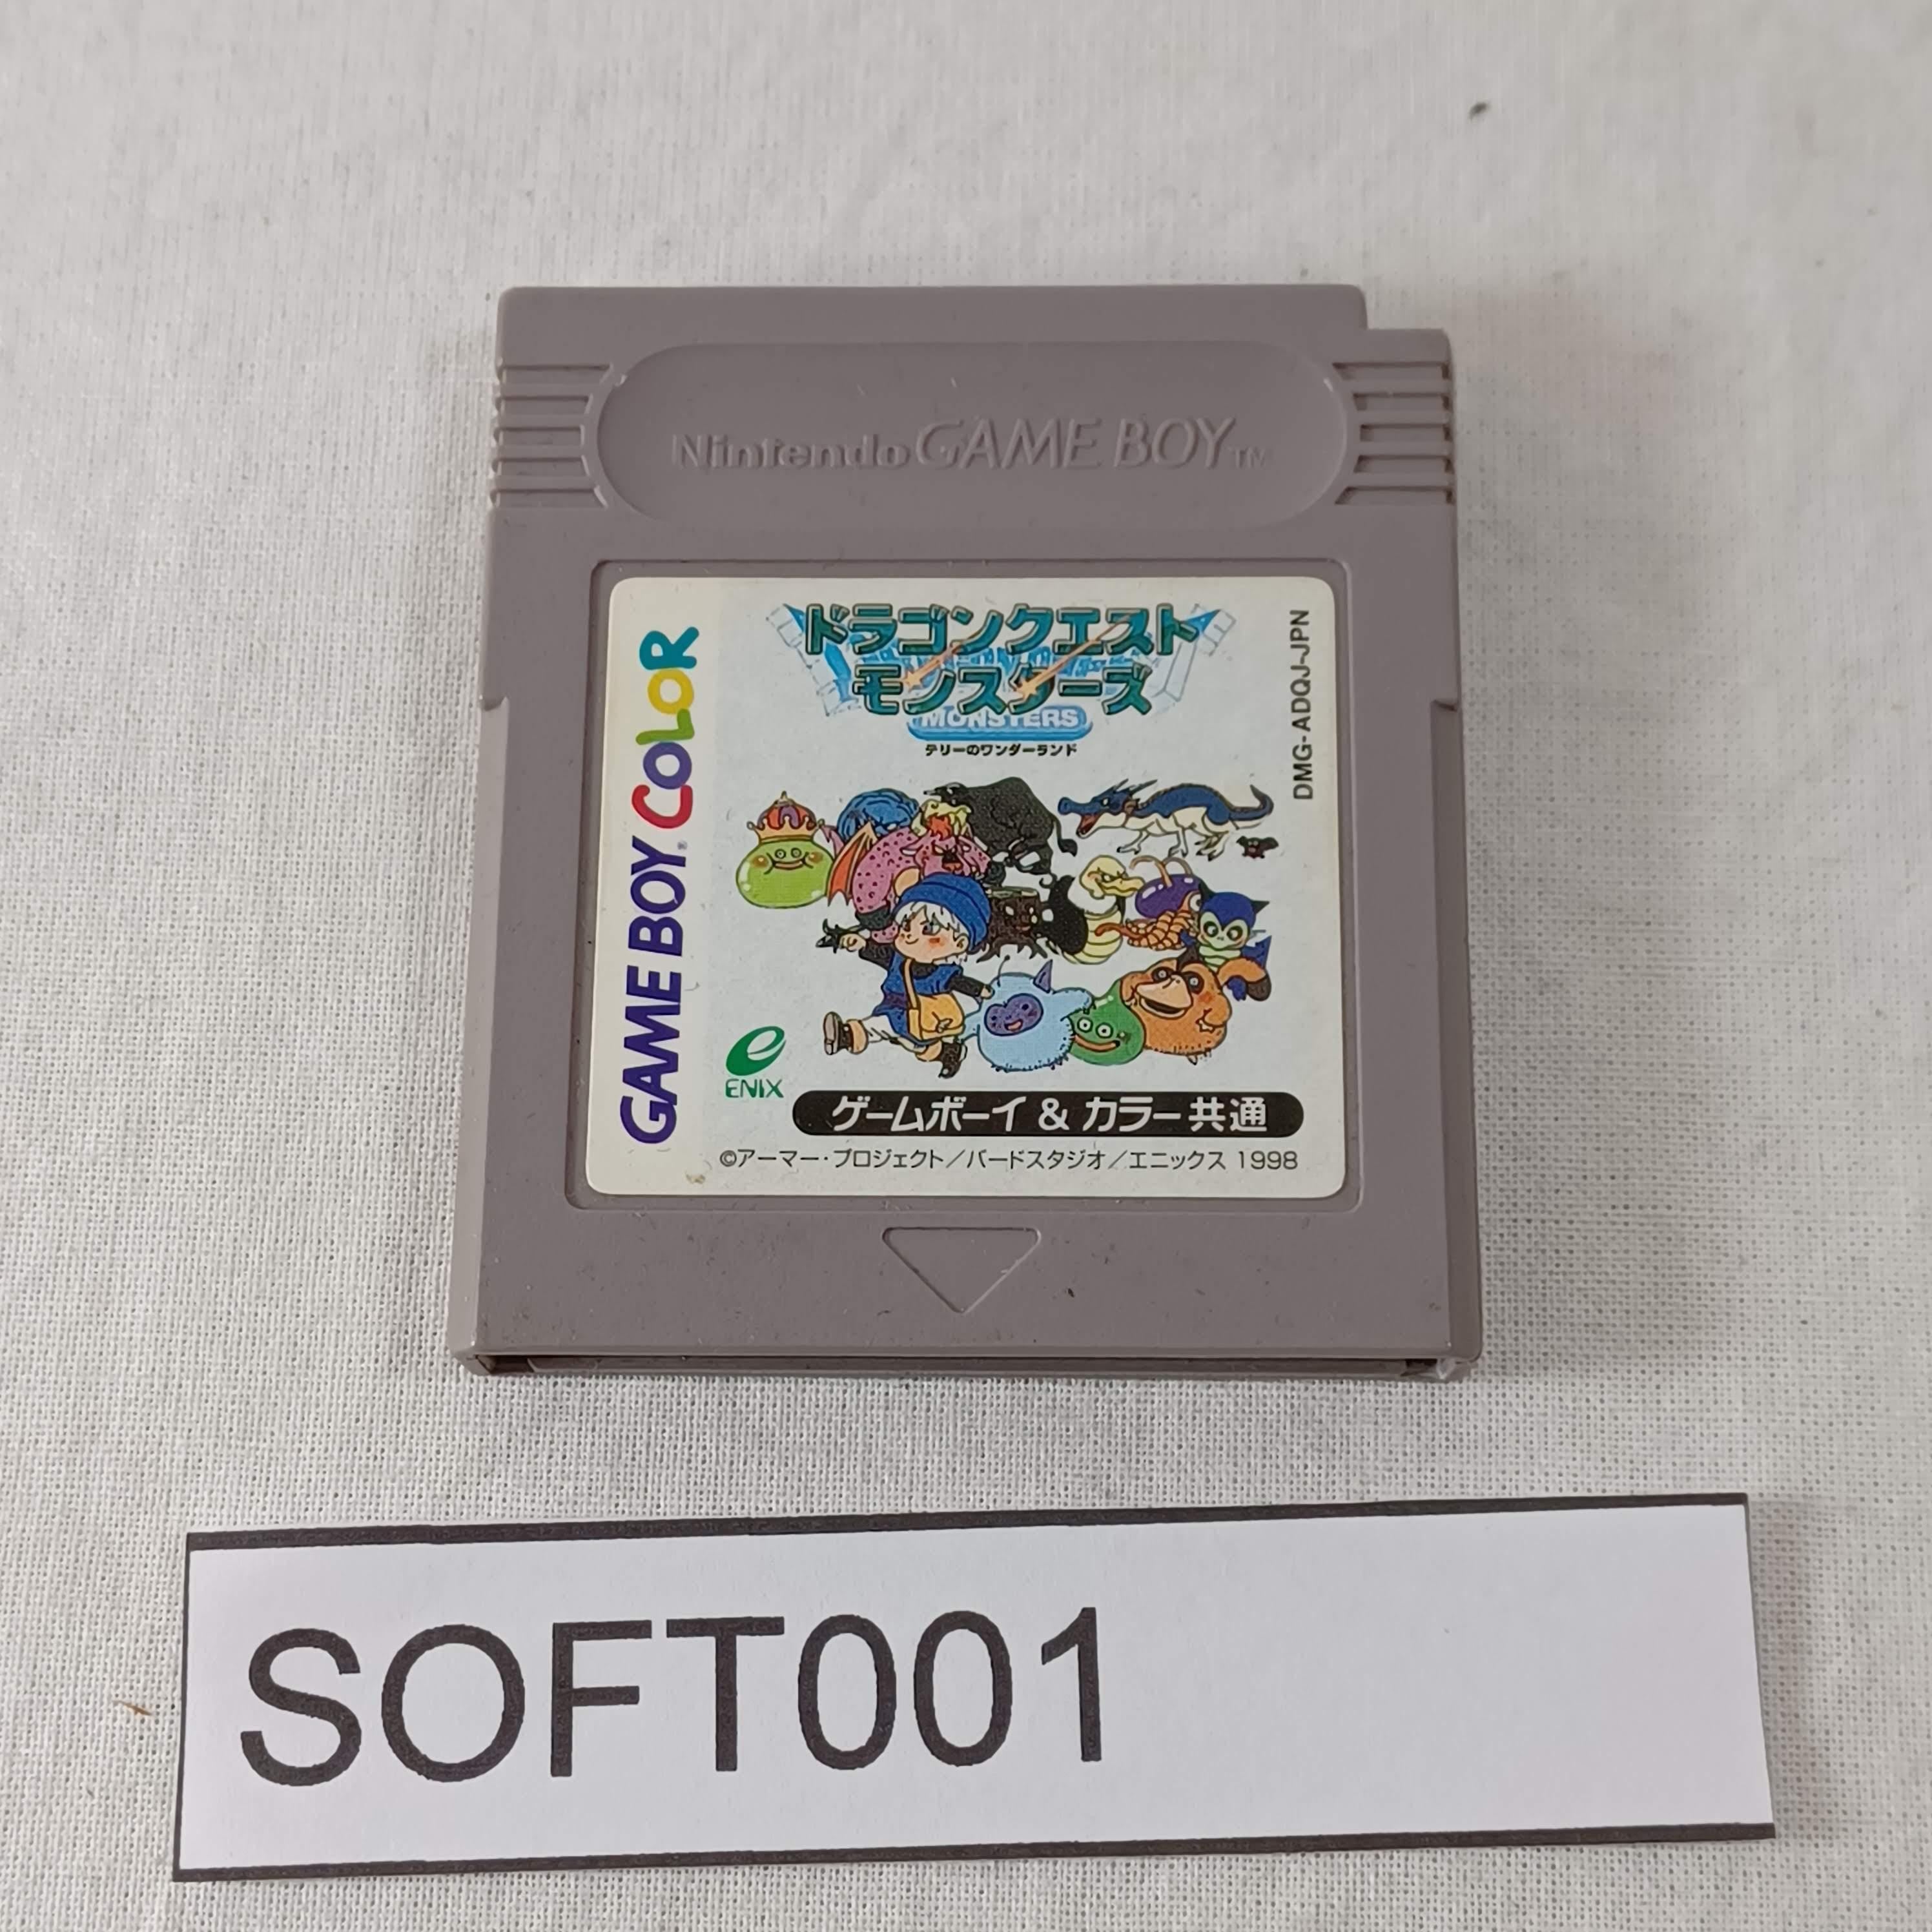 Nintendo GAME BOY™
GAME BOY COLOR
ドラゴンクエスト
モンスターズ
MONSTERS
テリーのワンダーランド
DMG-ADQJ-JPN
ENIX
ゲームボーイ & カラー共通
©アーマー・プロジェクト/バードスタジオ/エニックス 1998
SOFT001